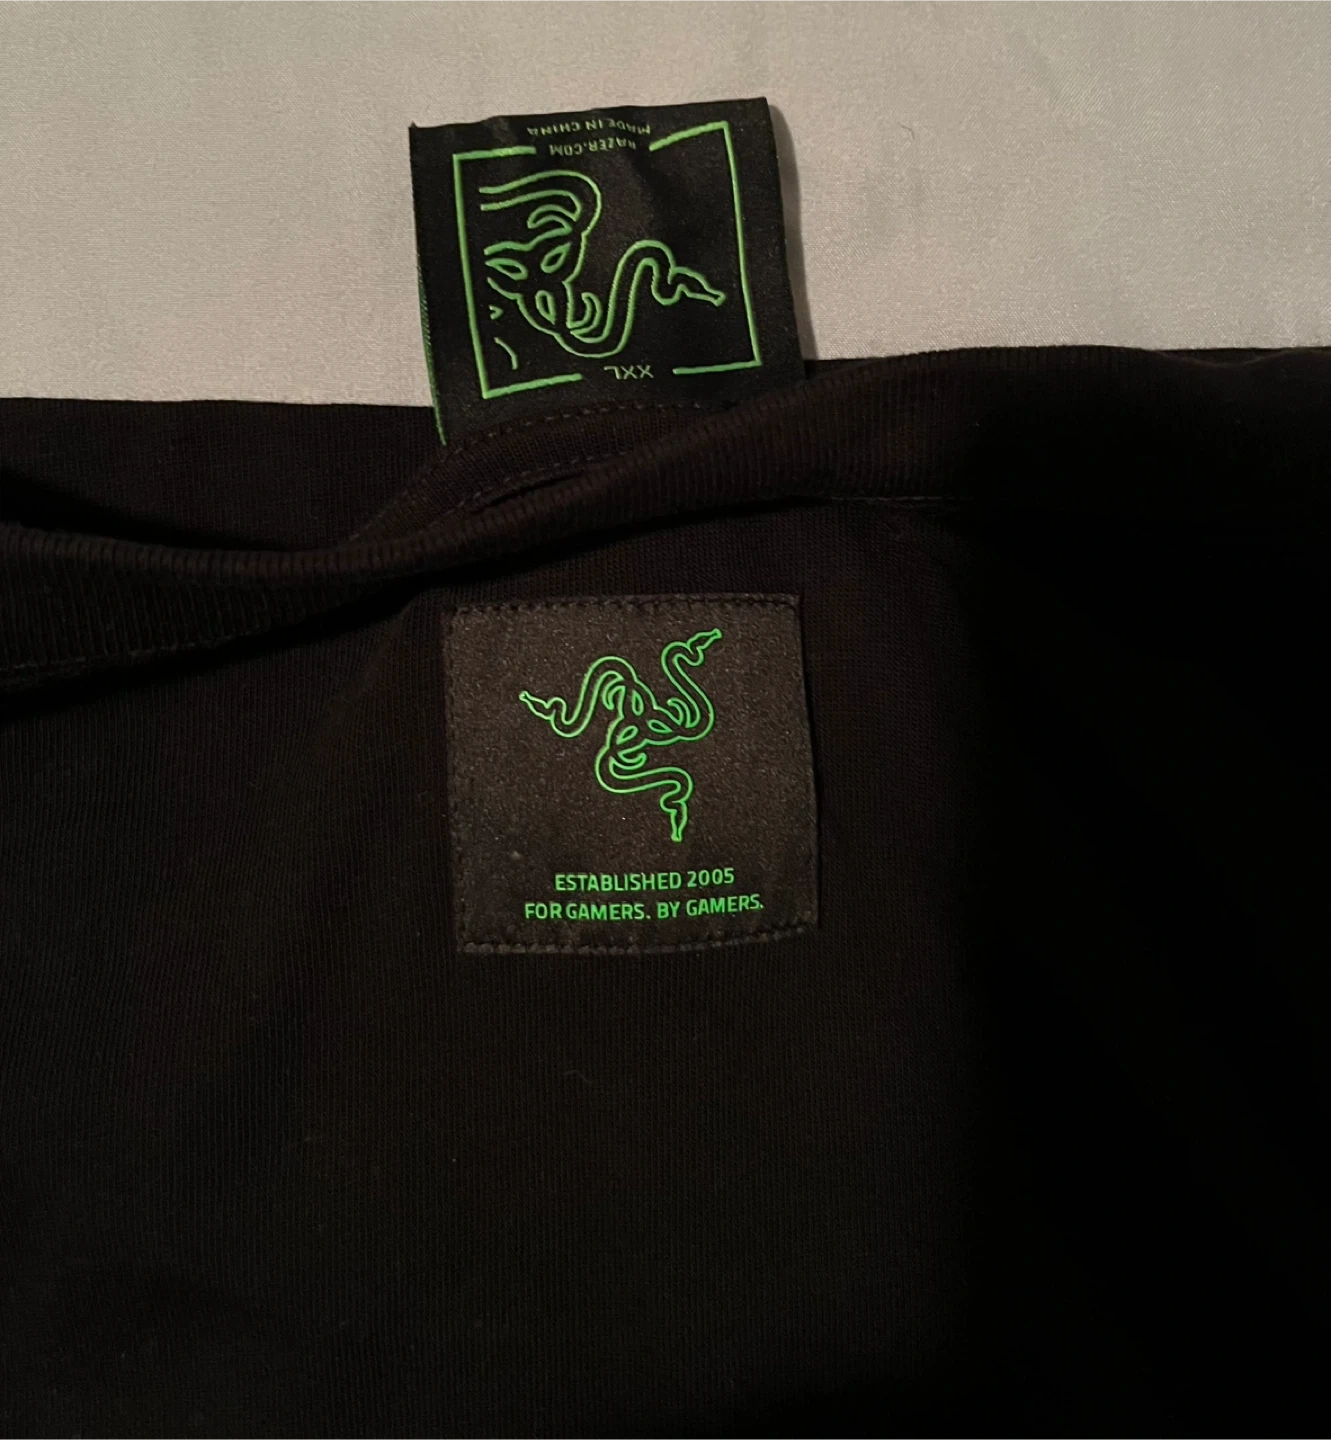 MADE IN CHINA
RAZER.COM
XXL
ESTABLISHED 2005
FOR GAMERS. BY GAMERS.